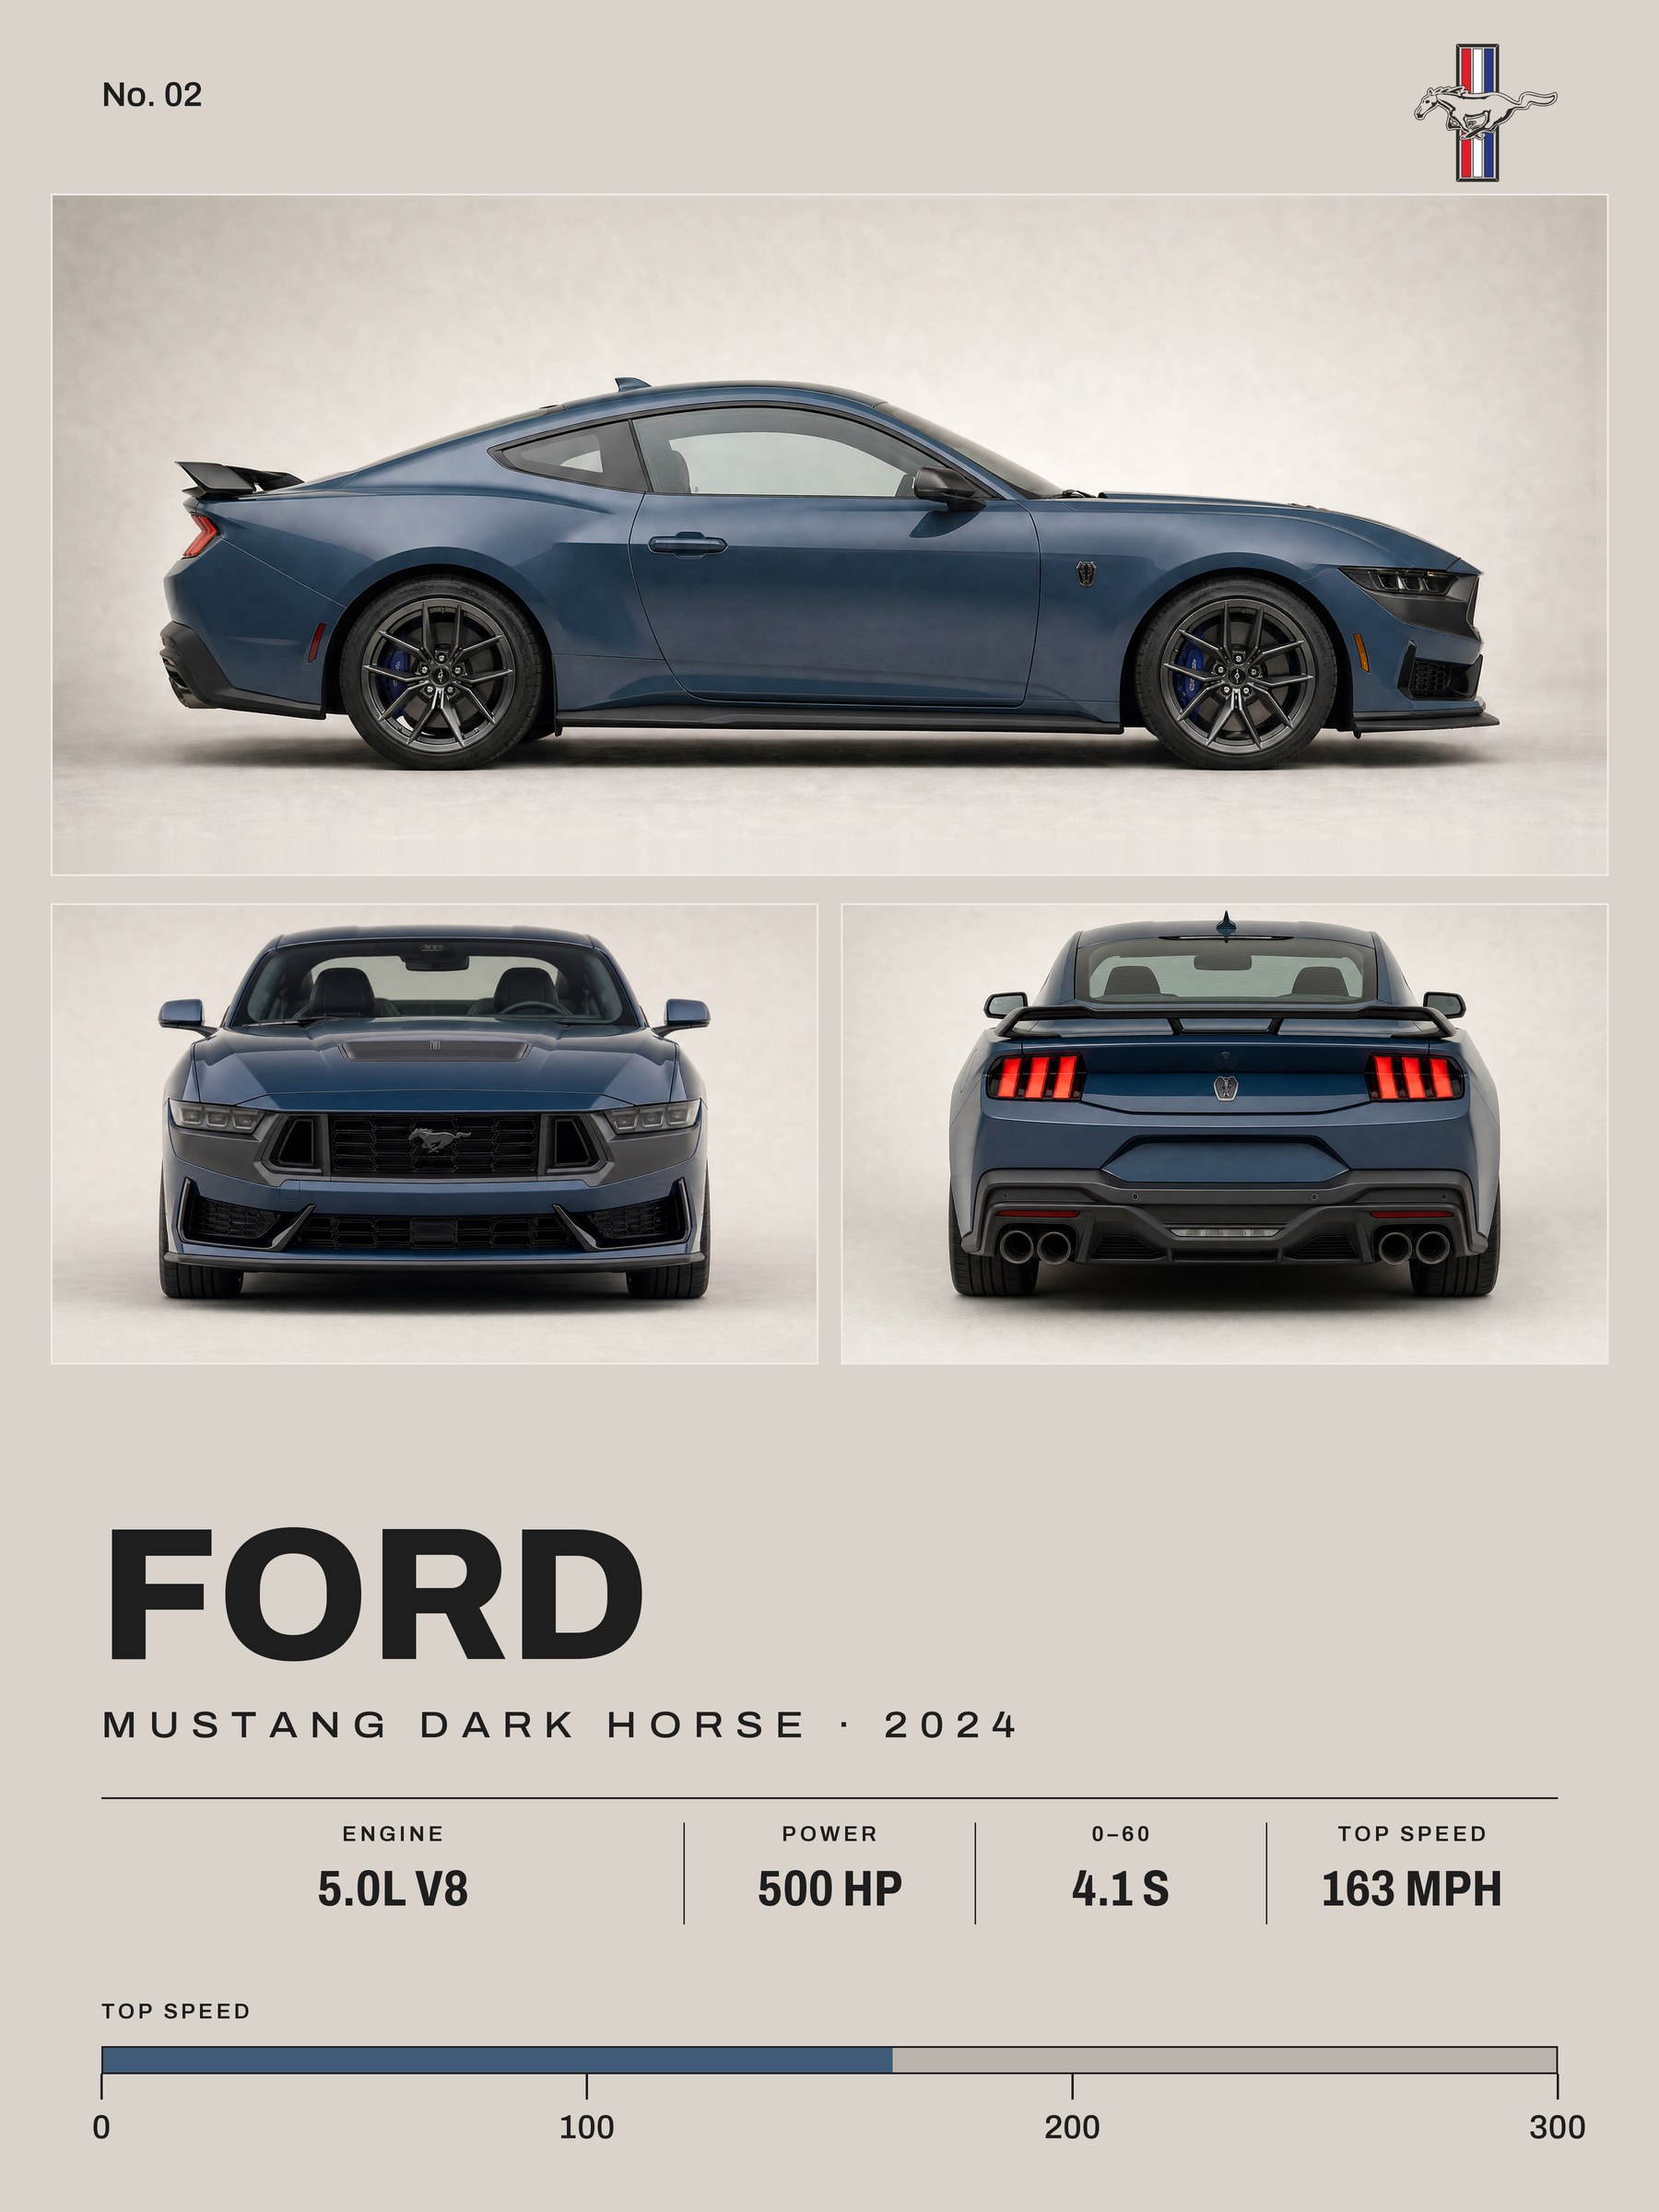 No. 02
FORD
MUSTANG DARK HORSE · 2024
ENGINE
5.0L V8
POWER
500 HP
0–60
4.1 S
TOP SPEED
163 MPH
TOP SPEED
0 100 200 300